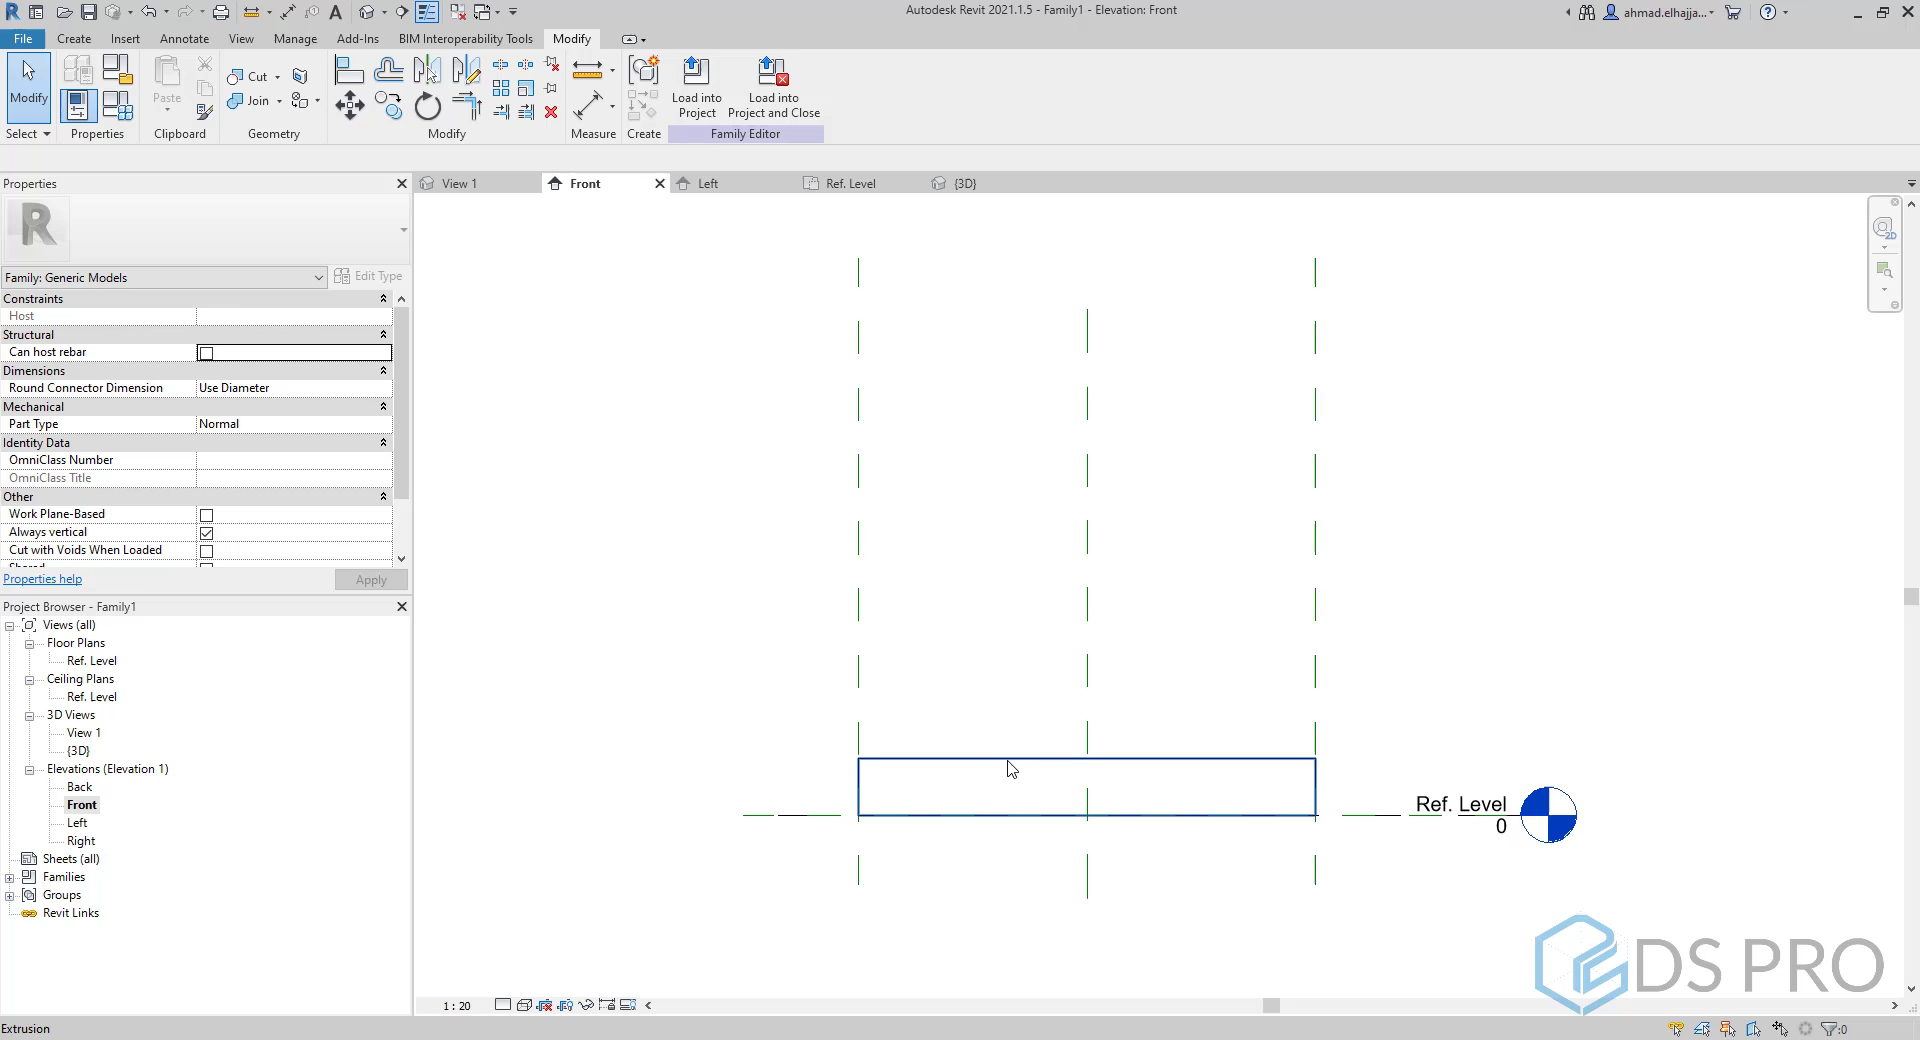 Autodesk Revit 2021.1.5 - Family1 - Elevation: Front
ahmad.elhajja...
File Create Insert Annotate View Manage Add-Ins BIM Interoperability Tools Modify
Modify
Paste
Cut
Join
Load into
Project
Load into
Project and Close
Select Properties Clipboard Geometry Modify Measure Create Family Editor
Properties
View 1 Front Left Ref. Level {3D}
2D
Family: Generic Models
Edit Type
Constraints
Host
Structural
Can host rebar
Dimensions
Round Connector Dimension Use Diameter
Mechanical
Part Type Normal
Identity Data
OmniClass Number
OmniClass Title
Other
Work Plane-Based
Always vertical
Cut with Voids When Loaded
Shared
Properties help
Apply
Project Browser - Family1
Views (all)
Floor Plans
Ref. Level
Ceiling Plans
Ref. Level
3D Views
View 1
{3D}
Elevations (Elevation 1)
Back
Front
Left
Right
Sheets (all)
Families
Groups
Revit Links
Ref. Level
0
DS PRO
1 : 20
Extrusion
:0